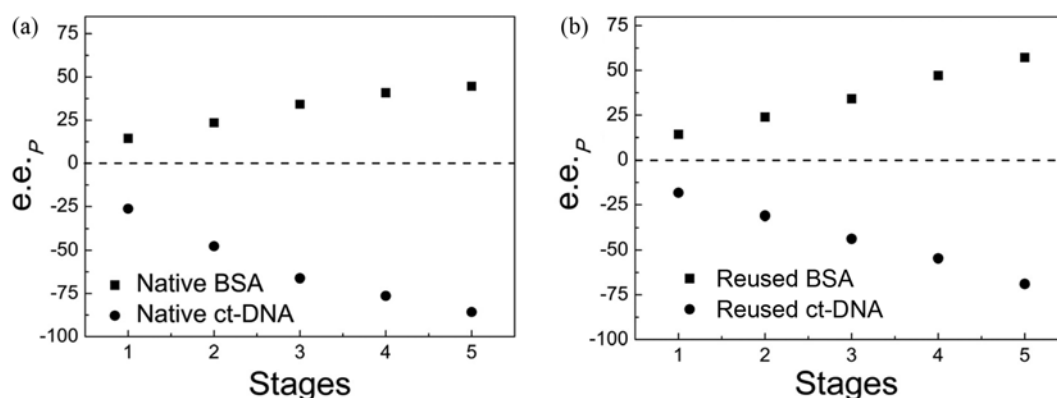 (a)
75
50
25
0
-25
-50
-75
-100
e.e.P
Native BSA
Native ct-DNA
1 2 3 4 5
Stages
(b)
75
50
25
0
-25
-50
-75
-100
e.e.P
Reused BSA
Reused ct-DNA
1 2 3 4 5
Stages